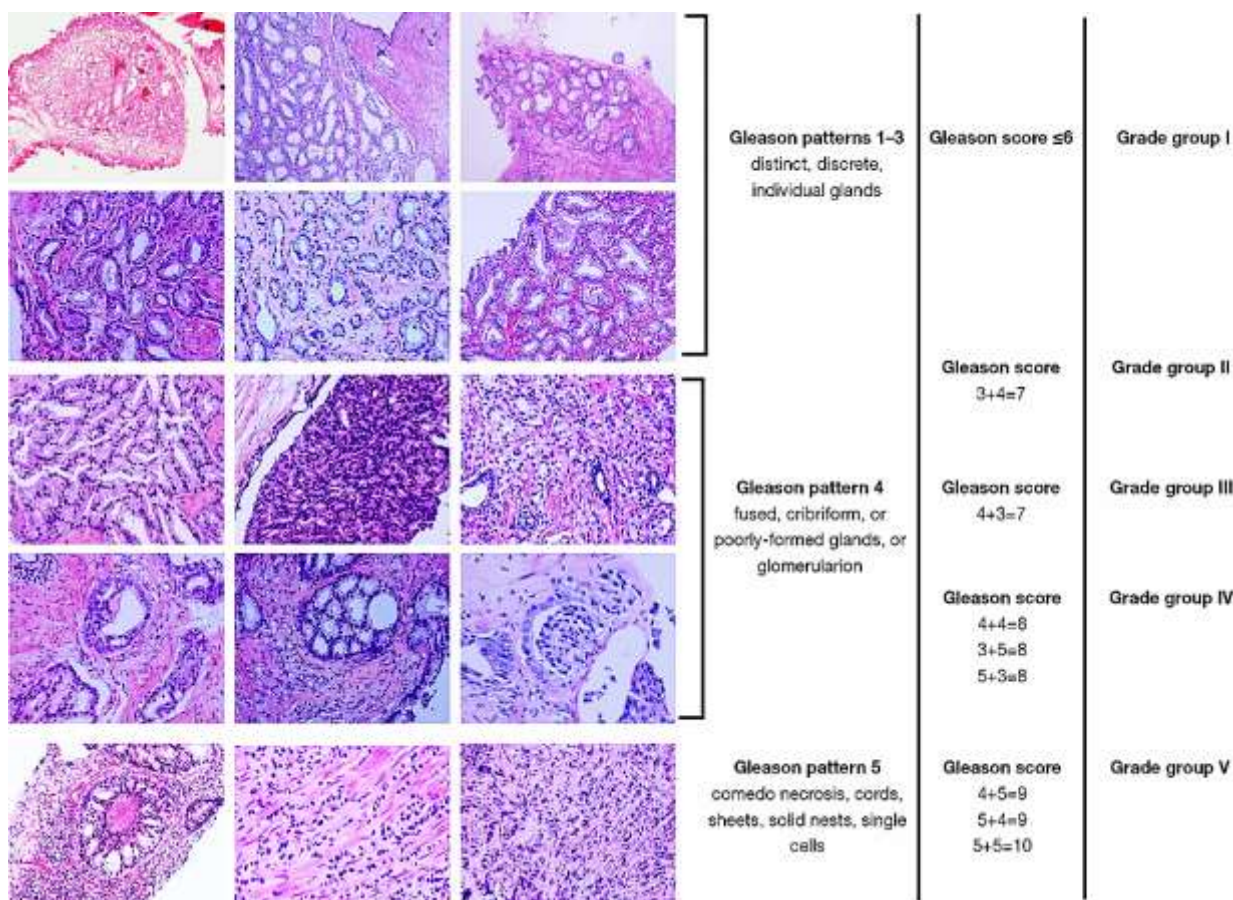 Gleason patterns 1–3
distinct, discrete,
individual glands
Gleason score ≤6
Grade group I
Gleason score
3+4=7
Grade group II
Gleason pattern 4
fused, cribriform, or
poorly-formed glands, or
glomerularion
Gleason score
4+3=7
Grade group III
Gleason score
4+4=8
3+5=8
5+3=8
Grade group IV
Gleason pattern 5
comedo necrosis, cords,
sheets, solid nests, single
cells
Gleason score
4+5=9
5+4=9
5+5=10
Grade group V